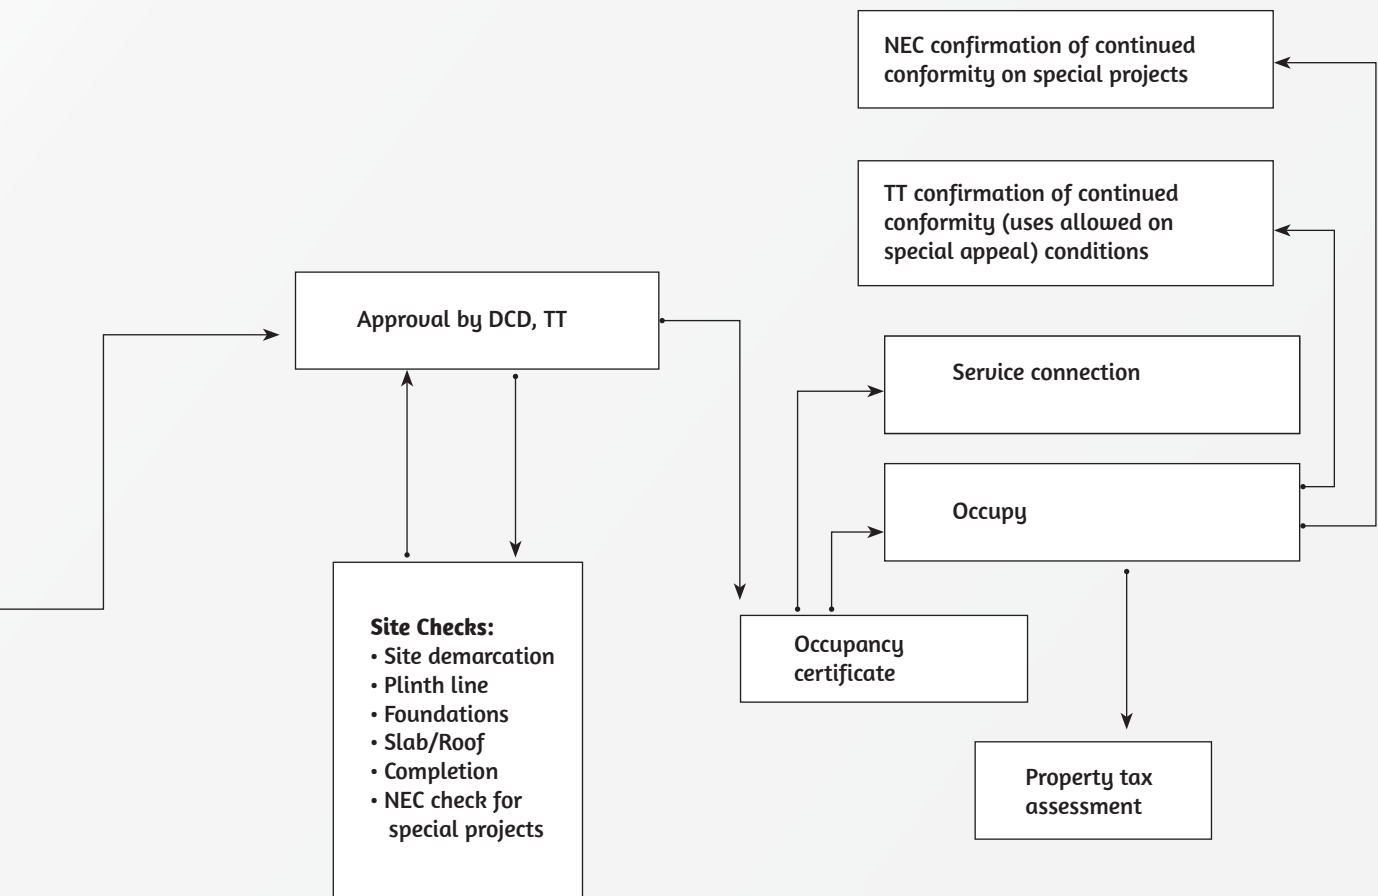 NEC confirmation of continued
conformity on special projects
TT confirmation of continued
conformity (uses allowed on
special appeal) conditions
Approval by DCD, TT
Service connection
Occupy
Site Checks:
• Site demarcation
• Plinth line
• Foundations
• Slab/Roof
• Completion
• NEC check for
special projects
Occupancy
certificate
Property tax
assessment